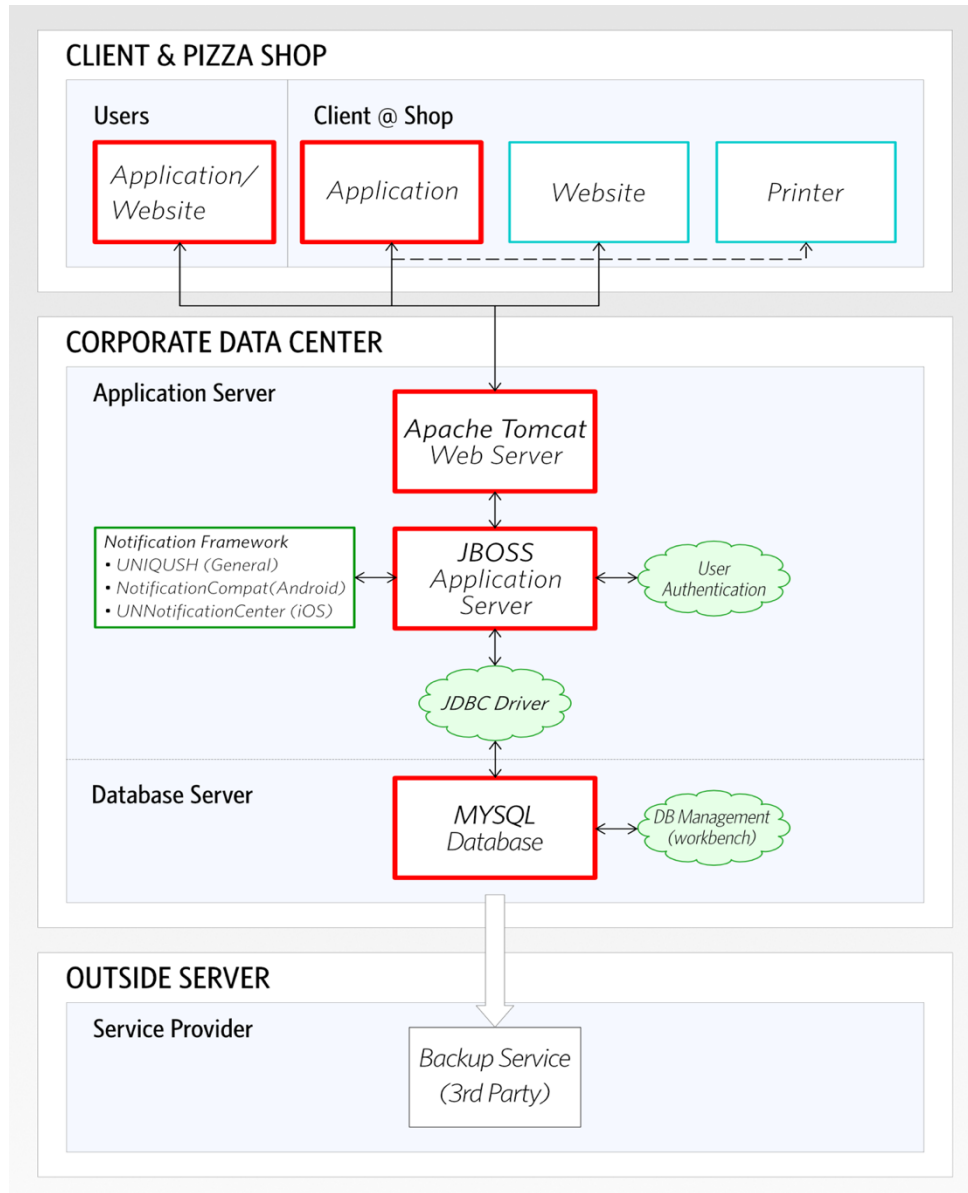 CLIENT & PIZZA SHOP
Users
Client @ Shop
Application/
Website
Application
Website
Printer
CORPORATE DATA CENTER
Application Server
Apache Tomcat
Web Server
Notification Framework
• UNIQUSH (General)
• NotificationCompat(Android)
• UNNotificationCenter (iOS)
JBOSS
Application
Server
User
Authentication
JDBC Driver
Database Server
MYSQL
Database
DB Management
(workbench)
OUTSIDE SERVER
Service Provider
Backup Service
(3rd Party)